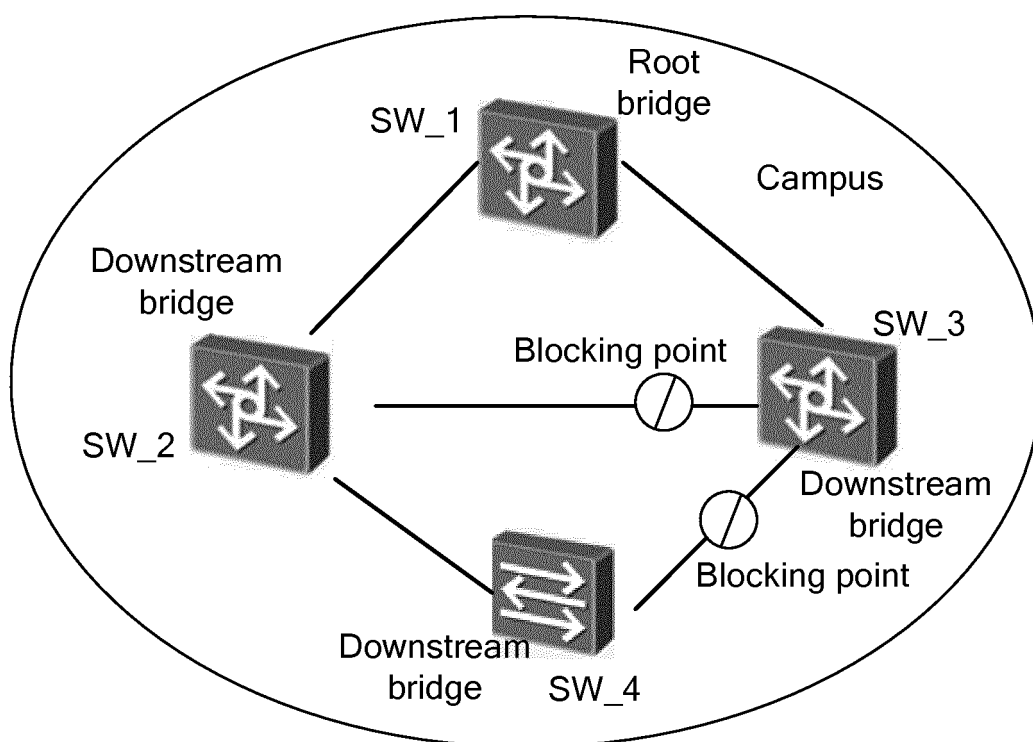 Root
bridge
SW_1
Campus
Downstream
bridge
SW_3
Blocking point
SW_2
Downstream
bridge
Blocking point
Downstream
bridge
SW_4